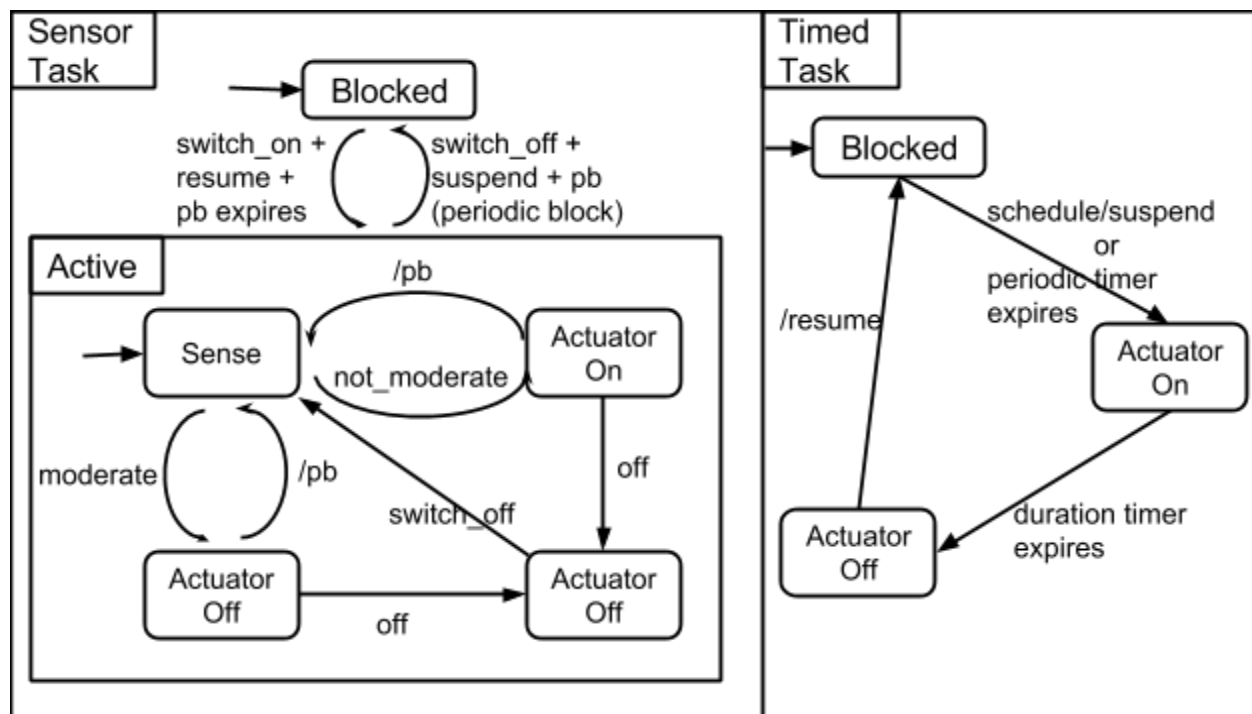 Sensor
Task
Blocked
switch_on +
resume +
pb expires
switch_off +
suspend + pb
(periodic block)
Active
/pb
Sense
Actuator
On
not_moderate
moderate
/pb
off
switch_off
Actuator
Off
off
Actuator
Off
Timed
Task
Blocked
schedule/suspend
or
periodic timer
expires
/resume
Actuator
On
Actuator
Off
duration timer
expires